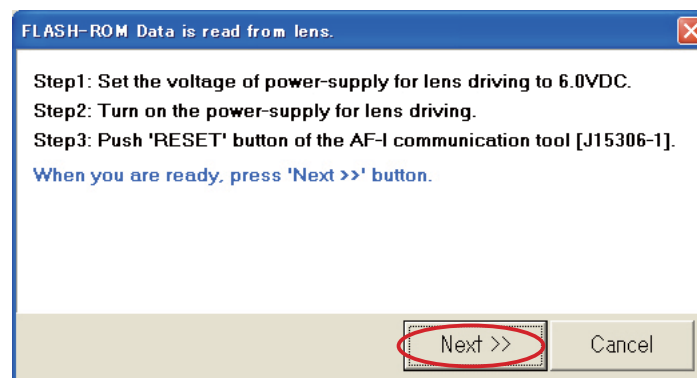 FLASH-ROM Data is read from lens.
Step1: Set the voltage of power-supply for lens driving to 6.0VDC.
Step2: Turn on the power-supply for lens driving.
Step3: Push 'RESET' button of the AF-I communication tool [J15306-1].
When you are ready, press 'Next >>' button.
Next >>
Cancel